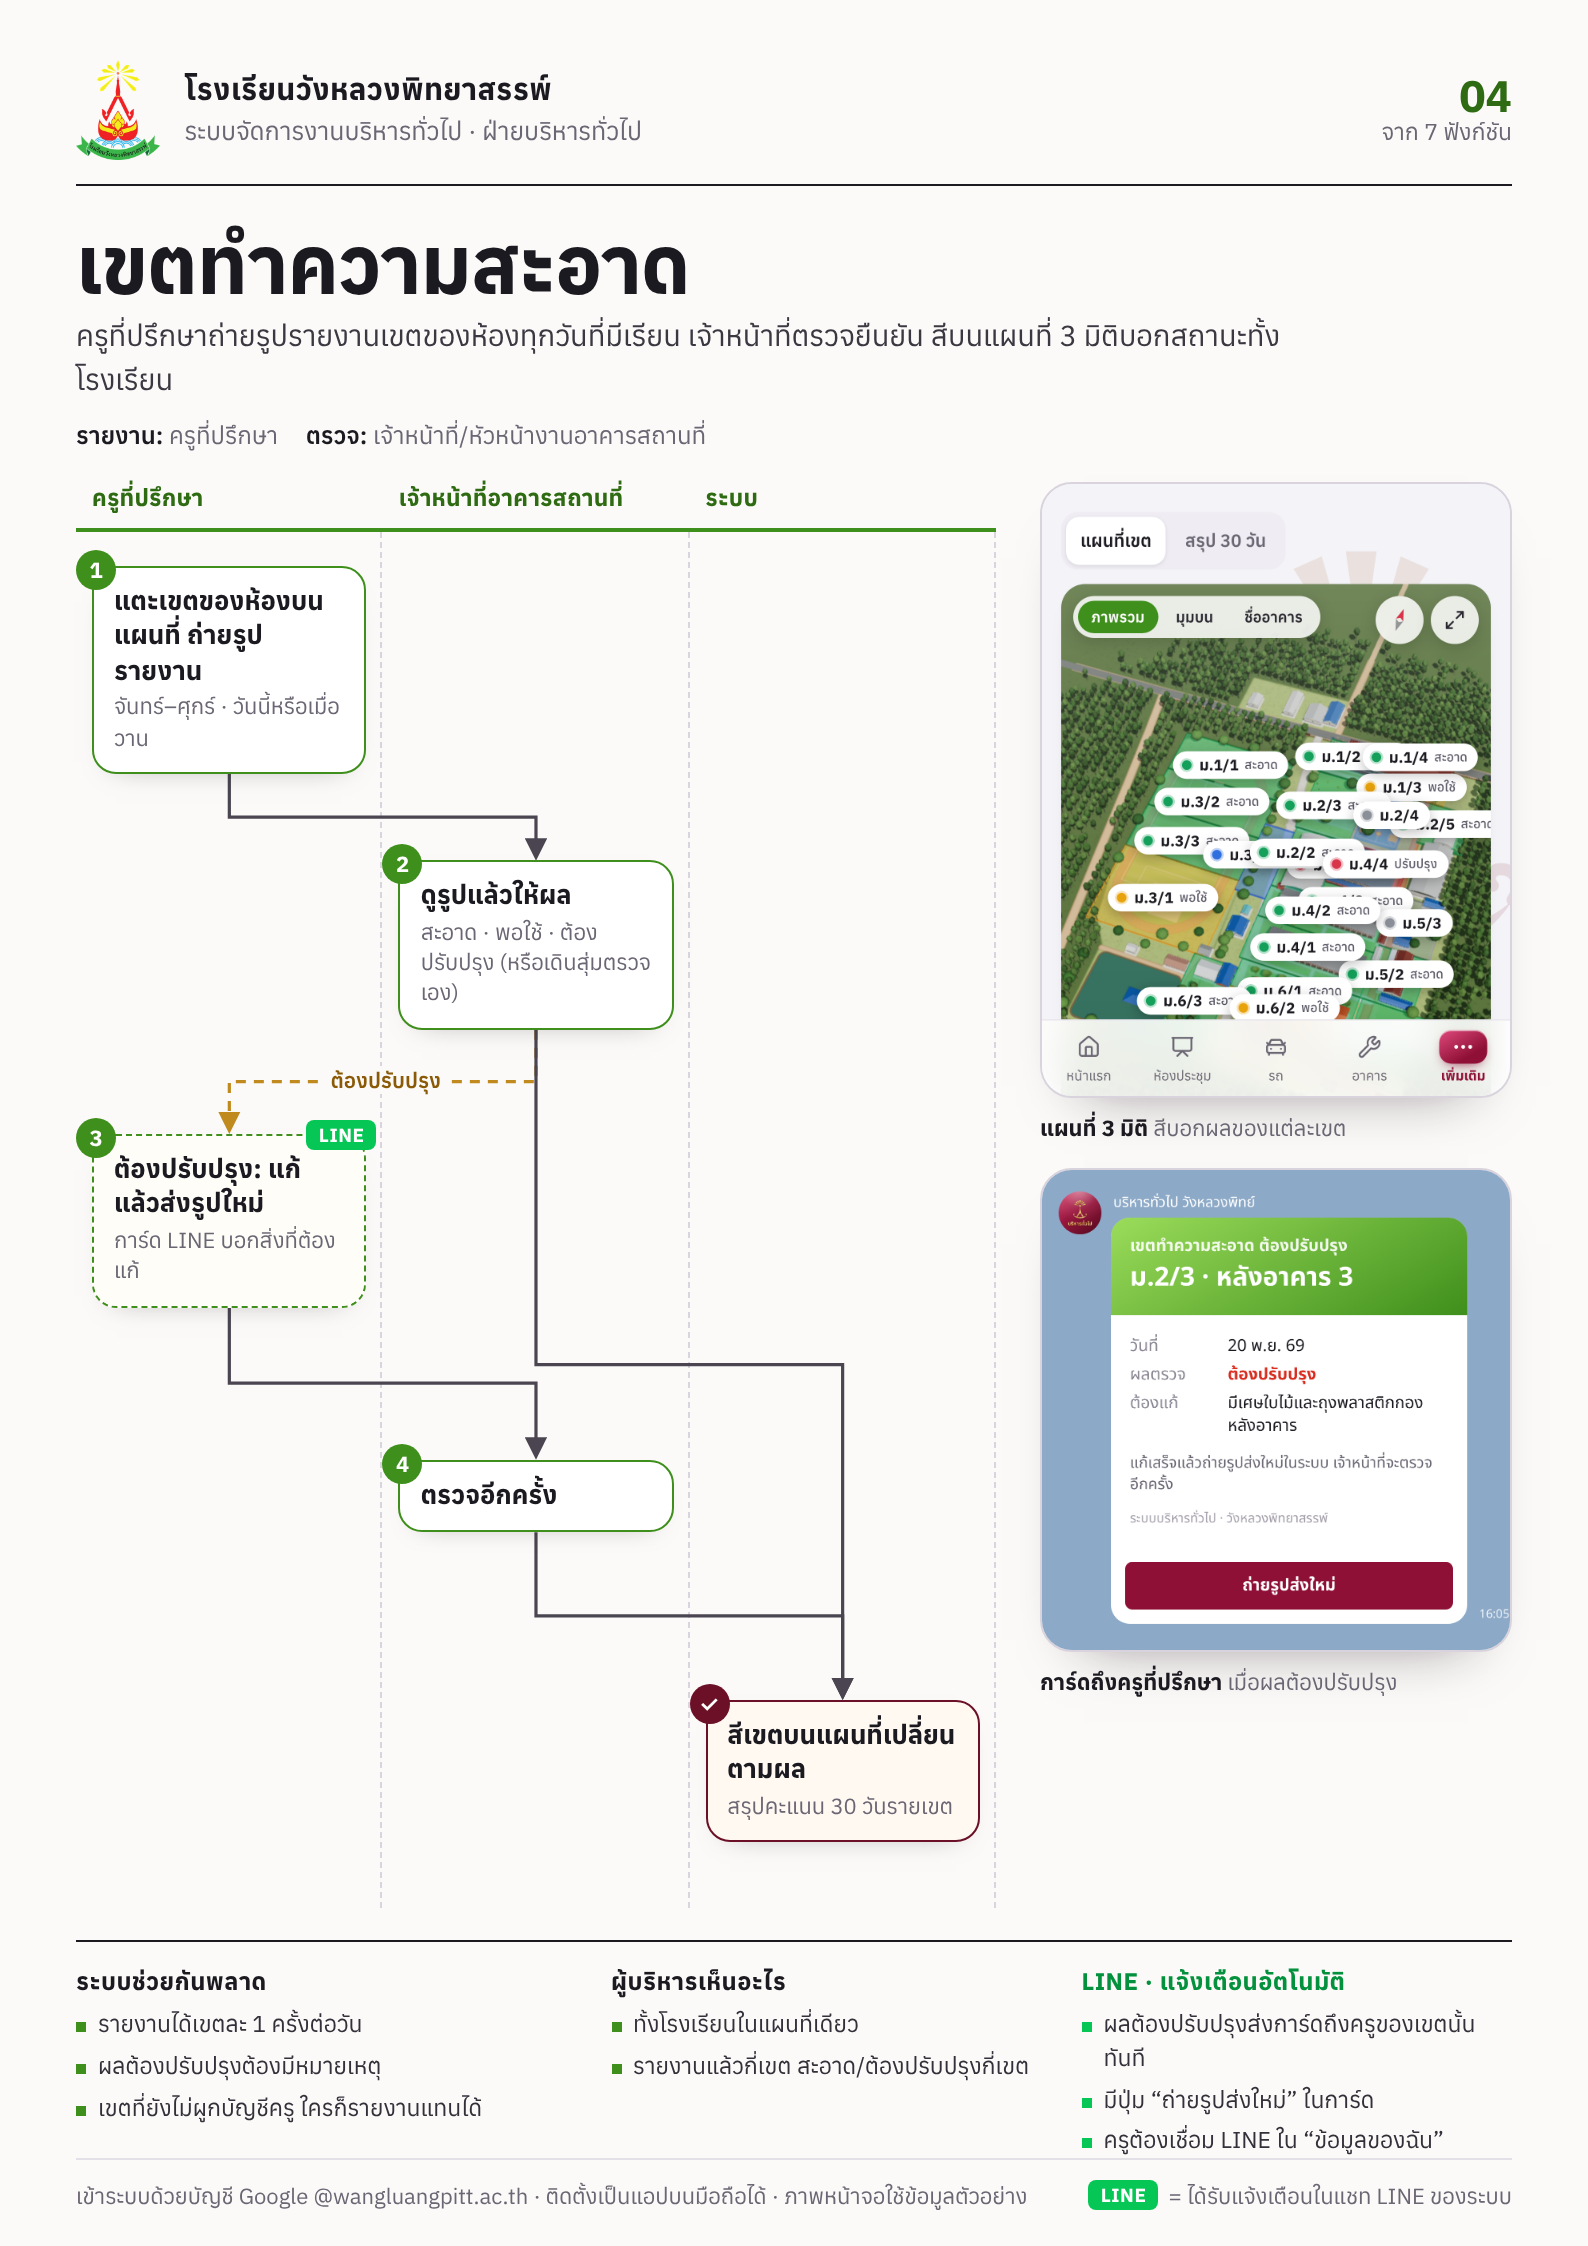 โรงเรียนวังหลวงพิทยาสรรพ์
ระบบจัดการงานบริหารทั่วไป · ฝ่ายบริหารทั่วไป
04
จาก 7 ฟังก์ชัน
เขตทำความสะอาด
ครูที่ปรึกษาถ่ายรูปรายงานเขตของห้องทุกวันที่มีเรียน เจ้าหน้าที่ตรวจยืนยัน สีบนแผนที่ 3 มิติบอกสถานะทั้ง
โรงเรียน
รายงาน: ครูที่ปรึกษา ตรวจ: เจ้าหน้าที่/หัวหน้างานอาคารสถานที่
ครูที่ปรึกษา
เจ้าหน้าที่อาคารสถานที่
ระบบ
1
แตะเขตของห้องบน
แผนที่ ถ่ายรูป
รายงาน
จันทร์–ศุกร์ · วันนี้หรือเมื่อ
วาน
2
ดูรูปแล้วให้ผล
สะอาด · พอใช้ · ต้อง
ปรับปรุง (หรือเดินสุ่มตรวจ
เอง)
ต้องปรับปรุง
3
LINE
ต้องปรับปรุง: แก้
แล้วส่งรูปใหม่
การ์ด LINE บอกสิ่งที่ต้อง
แก้
4
ตรวจอีกครั้ง
สีเขตบนแผนที่เปลี่ยน
ตามผล
สรุปคะแนน 30 วันรายเขต
แผนที่เขต
สรุป 30 วัน
ภาพรวม
มุมบน
ชื่ออาคาร
ม.1/1 สะอาด
ม.1/2
ม.1/4 สะอาด
ม.1/3 พอใช้
ม.3/2 สะอาด
ม.2/3
ม.2/4
2/5
ม.3/3 สะอาด
ม.2/2
ม.4/4 ปรับปรุง
ม.3/1 พอใช้
ม.4/2 สะอาด
สะอาด
ม.5/3
ม.4/1 สะอาด
ม.5/2 สะอาด
ม.6/1 สะอาด
ม.6/3
ม.6/2 พอใช้
หน้าแรก
ห้องประชุม
รถ
อาคาร
เพิ่มเติม
แผนที่ 3 มิติ สีบอกผลของแต่ละเขต
บริหารทั่วไป วังหลวงพิทย์
เขตทำความสะอาด ต้องปรับปรุง
ม.2/3 · หลังอาคาร 3
วันที่ 20 พ.ย. 69
ผลตรวจ ต้องปรับปรุง
ต้องแก้ มีเศษใบไม้และถุงพลาสติกกอง
หลังอาคาร
แก้เสร็จแล้วถ่ายรูปส่งใหม่ในระบบ เจ้าหน้าที่จะตรวจ
อีกครั้ง
ระบบบริหารทั่วไป · วังหลวงพิทยาสรรพ์
ถ่ายรูปส่งใหม่
16:05
การ์ดถึงครูที่ปรึกษา เมื่อผลต้องปรับปรุง
ระบบช่วยกันพลาด
รายงานได้เขตละ 1 ครั้งต่อวัน
ผลต้องปรับปรุงต้องมีหมายเหตุ
เขตที่ยังไม่ผูกบัญชีครู ใครก็รายงานแทนได้
ผู้บริหารเห็นอะไร
ทั้งโรงเรียนในแผนที่เดียว
รายงานแล้วกี่เขต สะอาด/ต้องปรับปรุงกี่เขต
LINE · แจ้งเตือนอัตโนมัติ
ผลต้องปรับปรุงส่งการ์ดถึงครูของเขตนั้น
ทันที
มีปุ่ม “ถ่ายรูปส่งใหม่” ในการ์ด
ครูต้องเชื่อม LINE ใน “ข้อมูลของฉัน”
เข้าระบบด้วยบัญชี Google @wangluangpitt.ac.th · ติดตั้งเป็นแอปบนมือถือได้ · ภาพหน้าจอใช้ข้อมูลตัวอย่าง
LINE = ได้รับแจ้งเตือนในแชท LINE ของระบบ